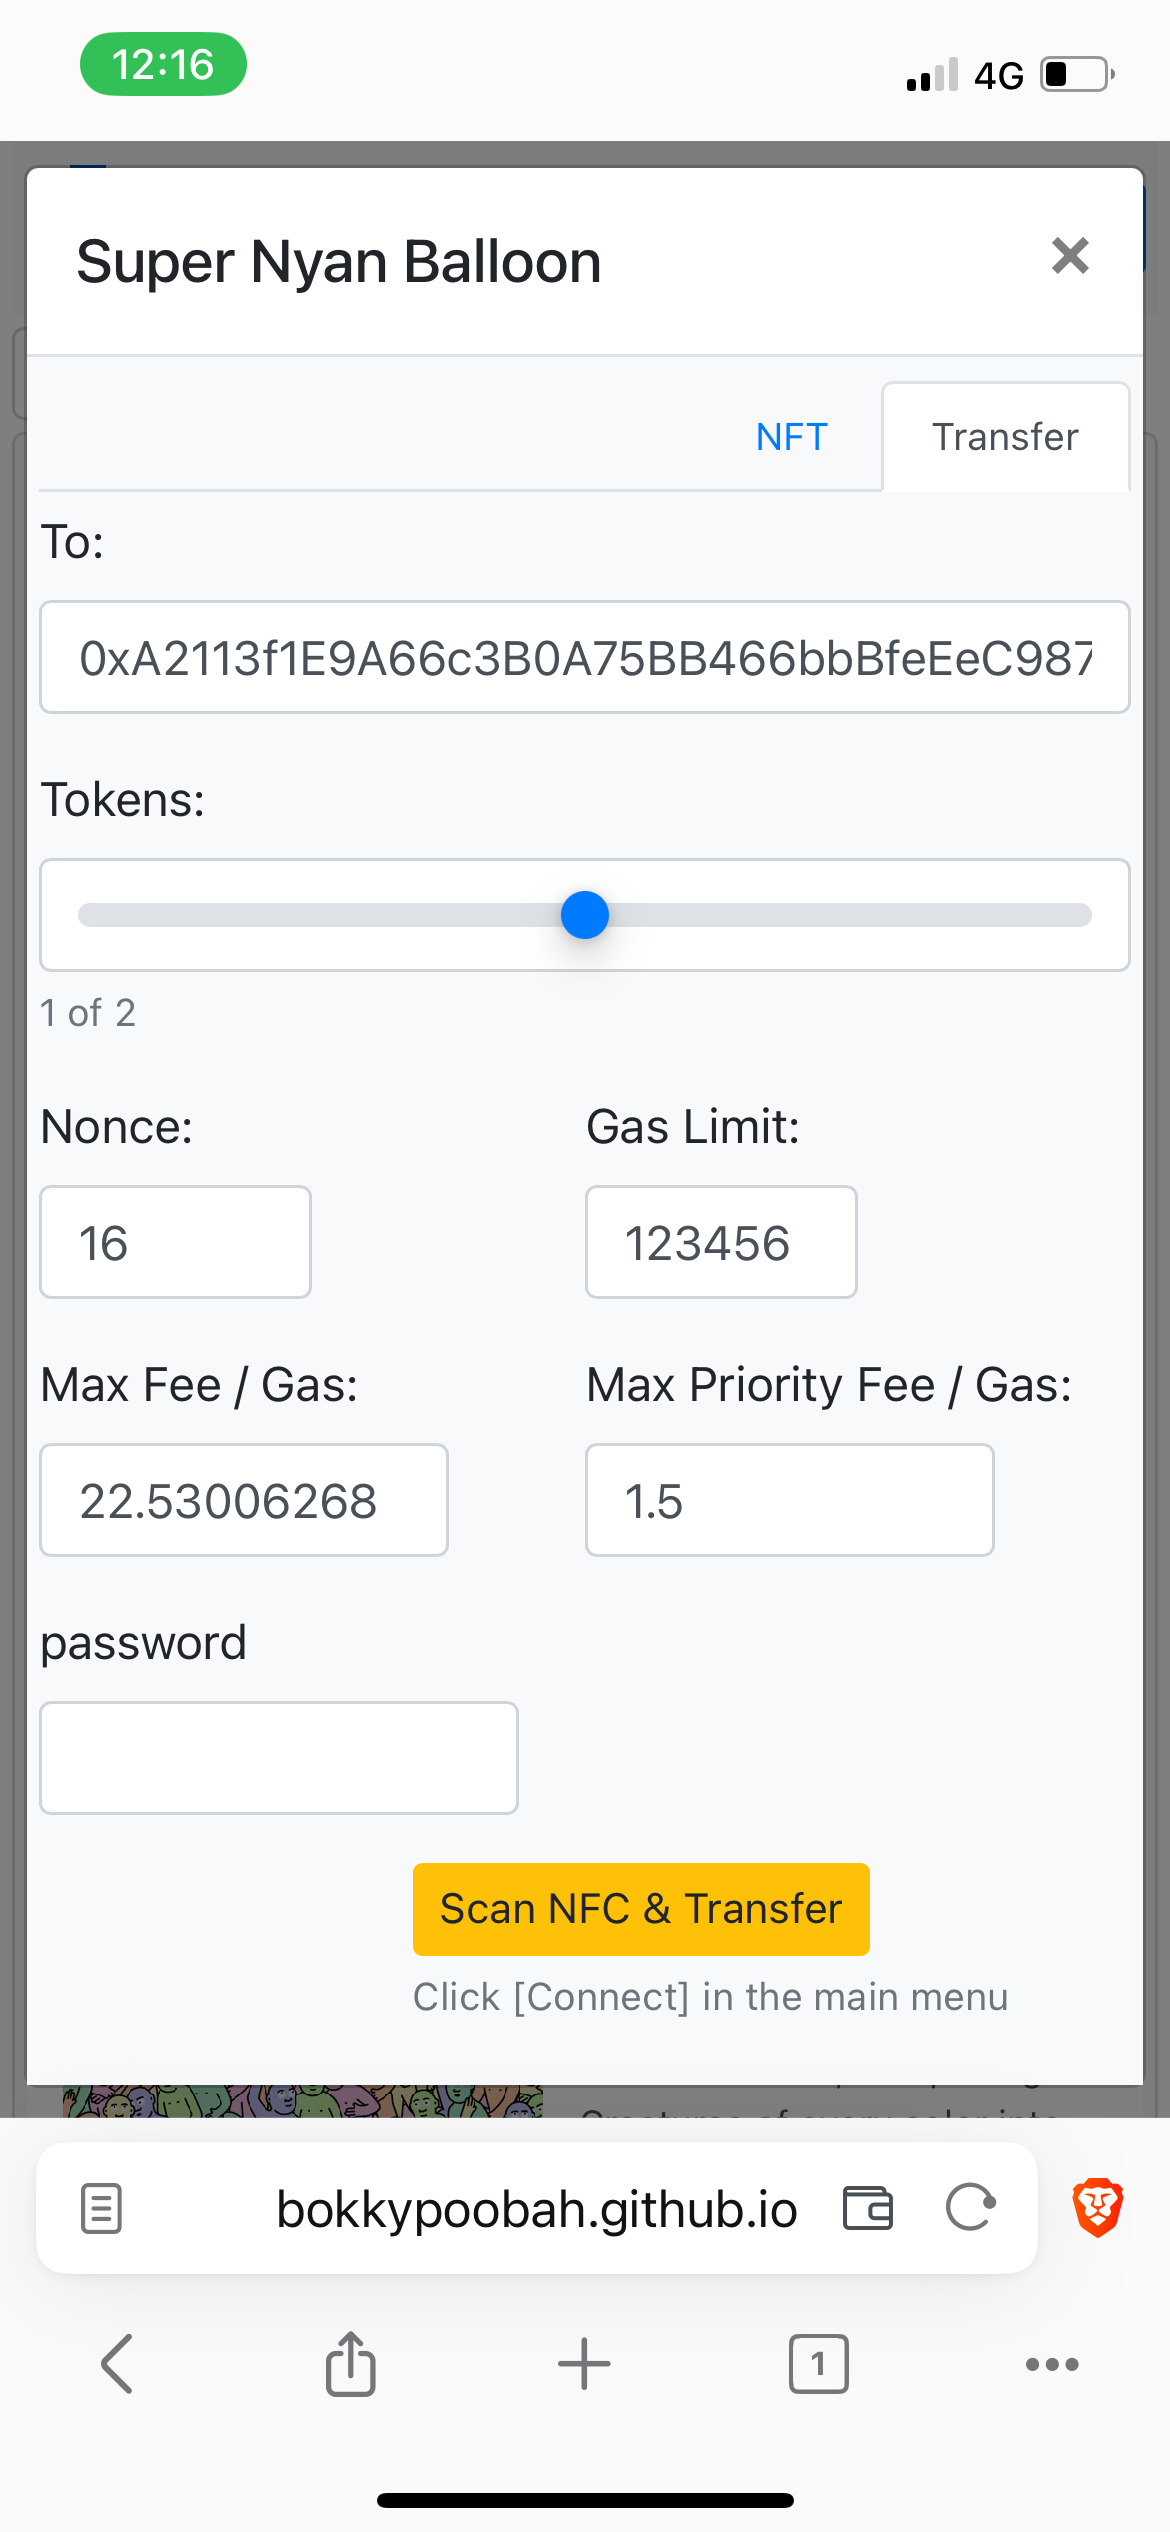 12:16
4G
Super Nyan Balloon
NFT
Transfer
To:
0xA2113f1E9A66c3B0A75BB466bbBfeEeC987
Tokens:
1 of 2
Nonce:
Gas Limit:
16
123456
Max Fee / Gas:
Max Priority Fee / Gas:
22.53006268
1.5
password
Scan NFC & Transfer
Click [Connect] in the main menu
bokkypoobah.github.io
1